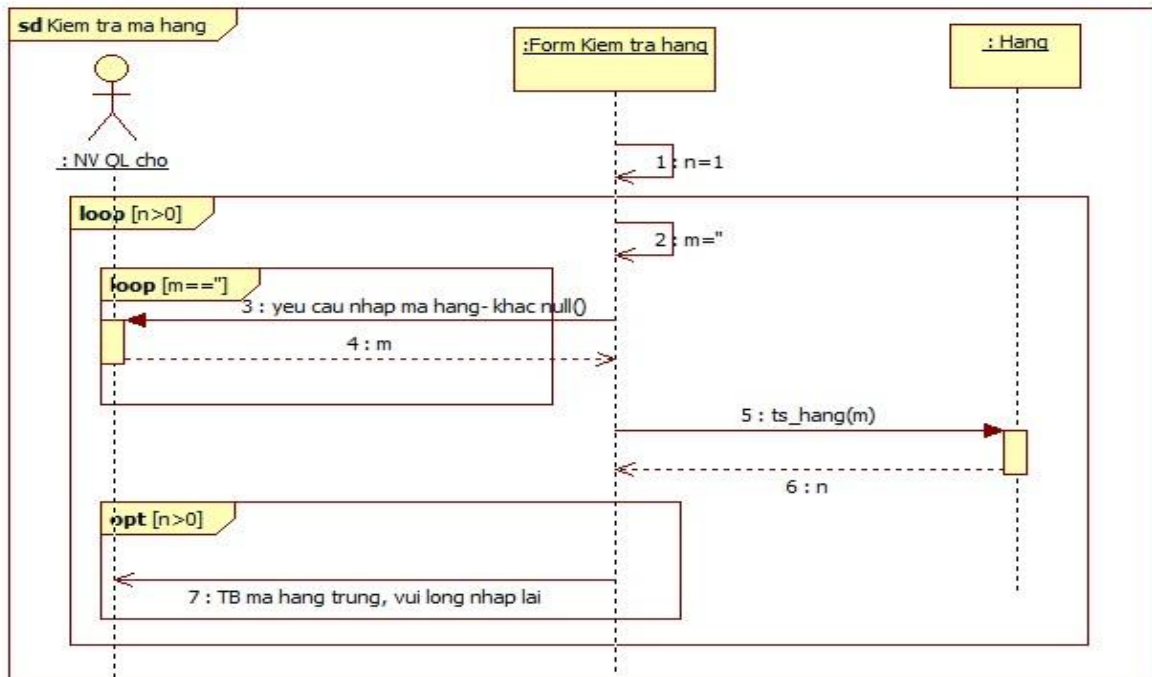 sd Kiem tra ma hang
:Form Kiem tra hang
: Hang
: NV QL cho
1 : n=1
loop [n>0]
2 : m=''
loop [m=='']
3 : yeu cau nhap ma hang- khac null()
4 : m
5 : ts_hang(m)
6 : n
opt [n>0]
7 : TB ma hang trung, vui long nhap lai